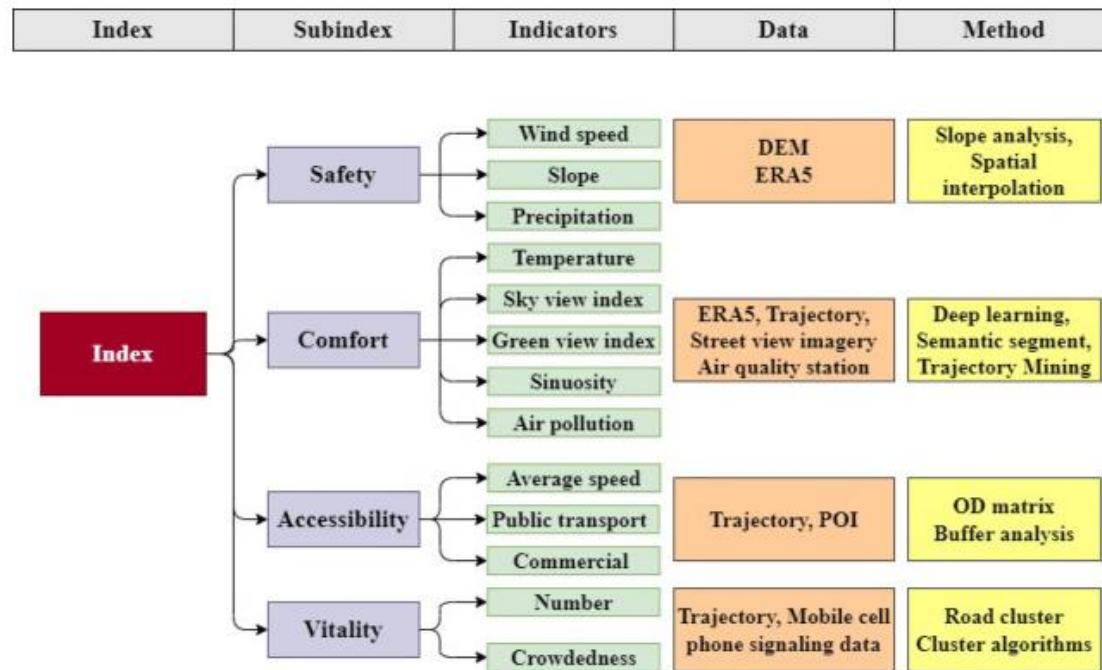 Index Subindex Indicators Data Method
Index
Safety
Wind speed
Slope
Precipitation
DEM
ERA5
Slope analysis,
Spatial
interpolation
Comfort
Temperature
Sky view index
Green view index
Sinuosity
Air pollution
ERA5, Trajectory,
Street view imagery
Air quality station
Deep learning,
Semantic segment,
Trajectory Mining
Accessibility
Average speed
Public transport
Commercial
Trajectory, POI
OD matrix
Buffer analysis
Vitality
Number
Crowdedness
Trajectory, Mobile cell
phone signaling data
Road cluster
Cluster algorithms